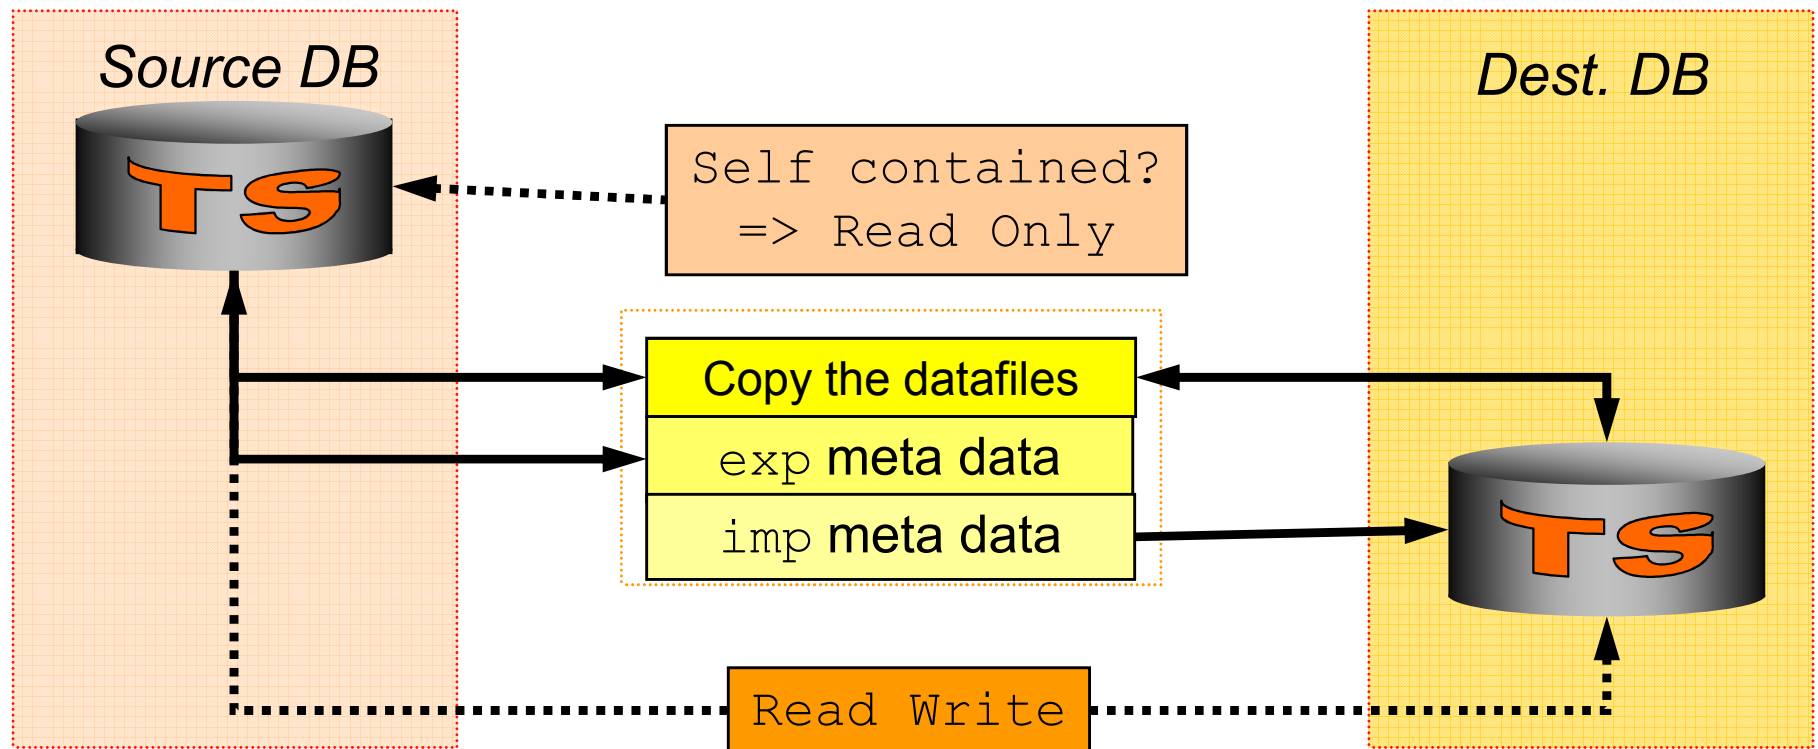 Source DB
Dest. DB
TS
Self contained?
=> Read Only
Copy the datafiles
exp meta data
imp meta data
TS
Read Write